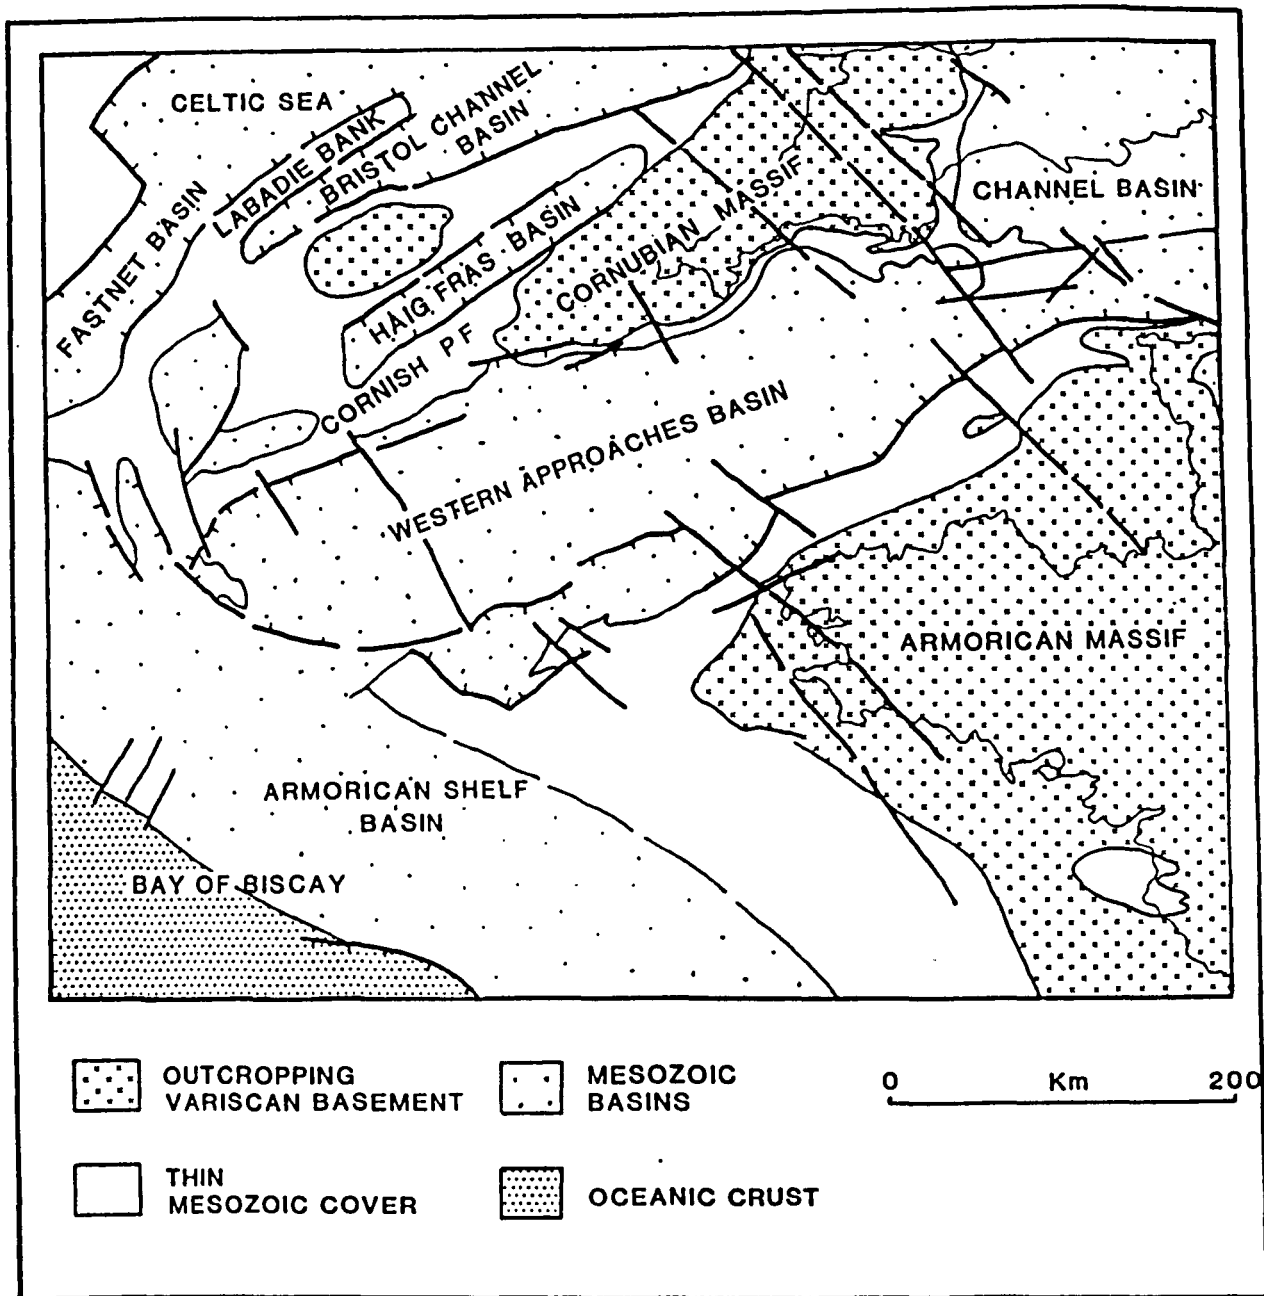 CELTIC SEA
LABADIE BANK
BRISTOL CHANNEL
BASIN
FASTNET BASIN
HAIG FRAS BASIN
CORNUBIAN MASSIF
CHANNEL BASIN
CORNISH PF
WESTERN APPROACHES BASIN
ARMORICAN MASSIF
ARMORICAN SHELF
BASIN
BAY OF BISCAY
OUTCROPPING
VARISCAN BASEMENT
MESOZOIC
BASINS
0 Km 200
THIN
MESOZOIC COVER
OCEANIC CRUST